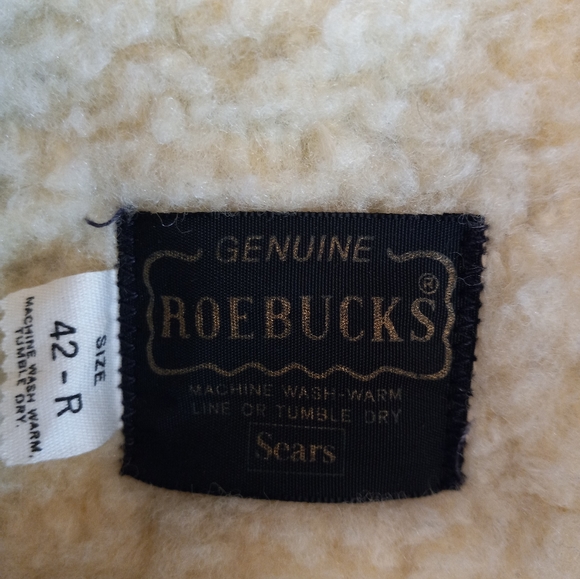 GENUINE
ROEBUCKS®
MACHINE WASH-WARM
LINE OR TUMBLE DRY
Sears
SIZE
42-R
MACHINE WASH WARM,
TUMBLE DRY